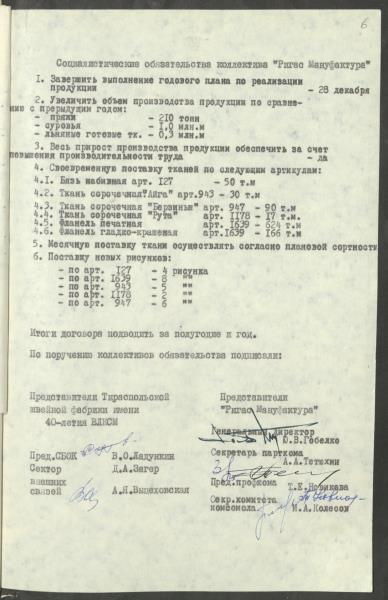 6
Социалистические обязательства коллектива "Ригас Мануфактура"
1. Завершить выполнение годового плана по реализации
продукции - 28 декабря
2. Увеличить объем производства продукции по сравне-
нию с предыдущим годом:
- пряжи - 210 тонн
- суровья - 1,0 млн.м
- льняные готовые тк. - 0,3 млн.м
3. Весь прирост производства продукции обеспечить за счет
повышения производительности труда - да
4. Своевременную поставку тканей по следующим артикулам:
4.1. Бязь набивная арт. 127 - 50 т.м
4.2. Ткань сорочечная "Айга" арт.943 - 30 т.м
4.3. Ткань сорочечная "Берзиньш" арт. 947 - 90 т.м
4.4. Ткань сорочечная "Рута" арт. 1178 - 17 т.м.
4.5. Фланель печатная арт. 1639 - 624 т.м
4.6. Фланель гладко-крашеная арт. 1639 - 166 т.м
5. Месячную поставку ткани осуществлять согласно плановой сортности
6. Поставку новых рисунков:
- по арт. 127 - 4 рисунка
- по арт. 1639 - 8 ""
- по арт. 943 - 5 ""
- по арт. 1178 - 2 ""
- по арт. 947 - 6 ""
Итоги договора подводить за полугодие и год.
По поручению коллективов обязательства подписали:
Представители Тираспольской
швейной фабрики имени
40-летия ВЛКСМ
Пред.СБОК В.О.Ладункин
Сектор Д.А.Загер
внешних
связей А.Я.Выпеховская
Представители
"Ригас Мануфактура"
Генеральный директор
Ю.В.Гобелко
Секретарь парткома
А.А.Тетехин
Пред.профкома Т.Е.Новикова
Секр.комитета
комсомола М.А.Колесов